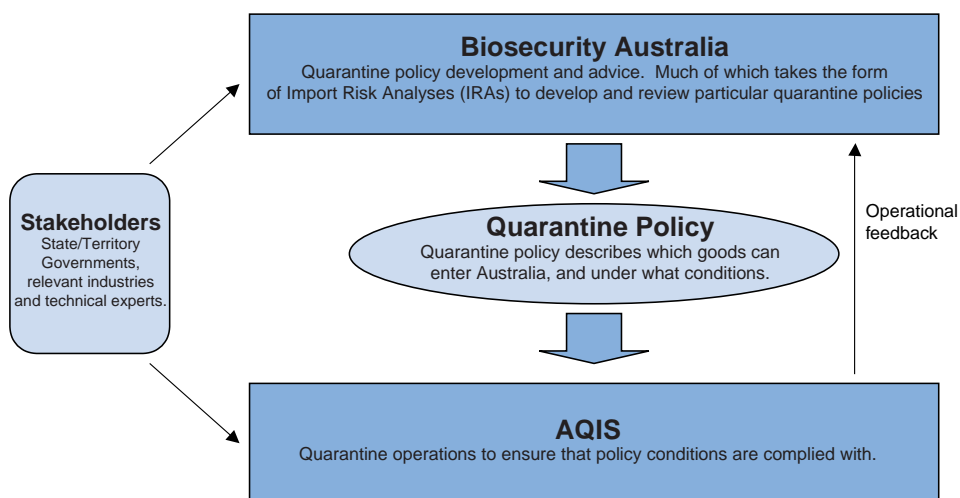 Biosecurity Australia
Quarantine policy development and advice.  Much of which takes the form
of Import Risk Analyses (IRAs) to develop and review particular quarantine policies
Stakeholders
State/Territory
Governments,
relevant industries
and technical experts.
Quarantine Policy
Quarantine policy describes which goods can
enter Australia, and under what conditions.
Operational
feedback
AQIS
Quarantine operations to ensure that policy conditions are complied with.